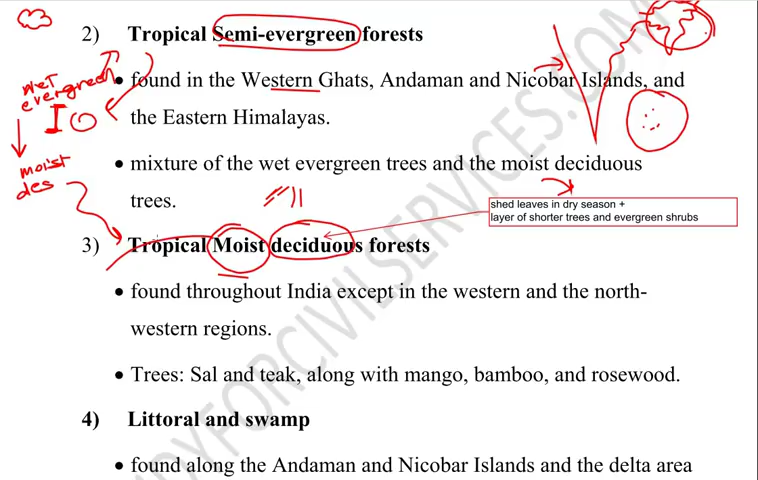 2) Tropical Semi-evergreen forests
wet
evergreen
• found in the Western Ghats, Andaman and Nicobar Islands, and
the Eastern Himalayas.
moist
des
• mixture of the wet evergreen trees and the moist deciduous
trees.
shed leaves in dry season +
layer of shorter trees and evergreen shrubs
3) Tropical Moist deciduous forests
• found throughout India except in the western and the north-
western regions.
• Trees: Sal and teak, along with mango, bamboo, and rosewood.
4) Littoral and swamp
• found along the Andaman and Nicobar Islands and the delta area
DYFORCIVILSERVICES.COM